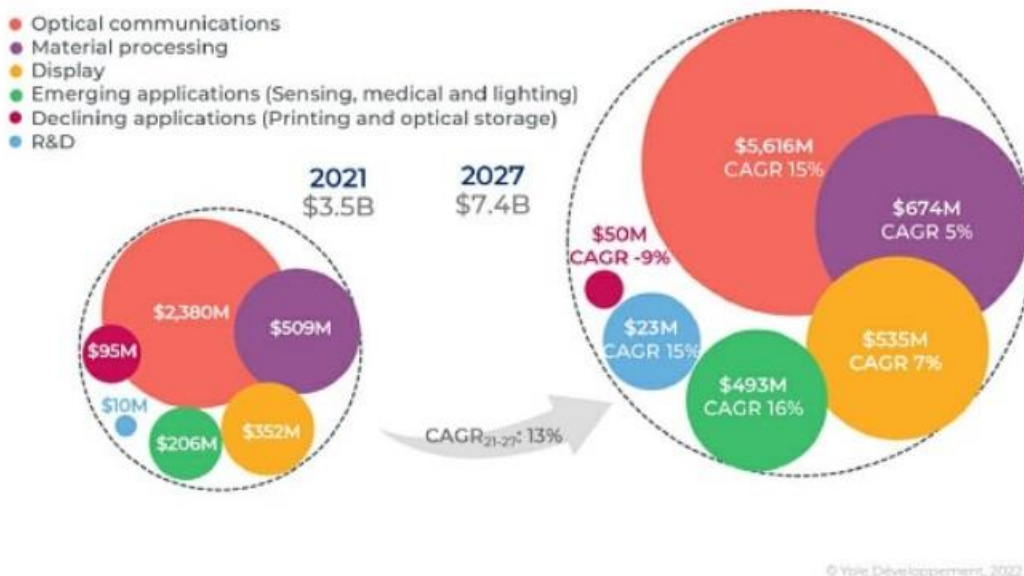 Optical communications
Material processing
Display
Emerging applications (Sensing, medical and lighting)
Declining applications (Printing and optical storage)
R&D
2021
$3.5B
2027
$7.4B
$2,380M
$509M
$95M
$10M
$206M
$352M
CAGR21-27: 13%
$5,616M
CAGR 15%
$674M
CAGR 5%
$50M
CAGR -9%
$23M
CAGR 15%
$535M
CAGR 7%
$493M
CAGR 16%
© Yole Développement, 2022